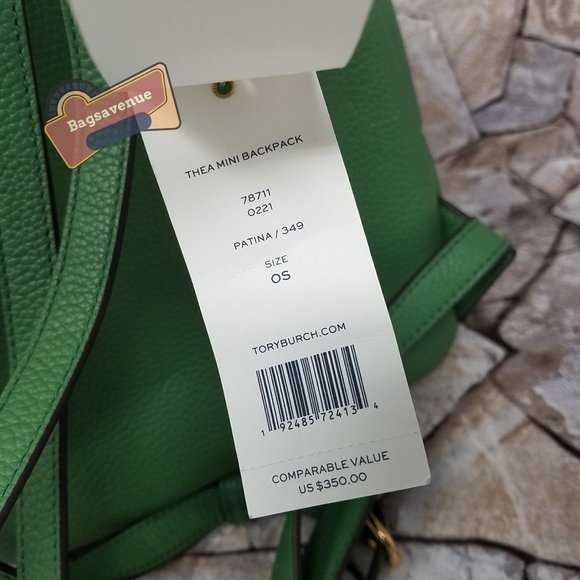 Bagsavenue
THEA MINI BACKPACK
78711
0221
PATINA / 349
SIZE
OS
TORYBURCH.COM
1 92485 72413 4
COMPARABLE VALUE
US $350.00